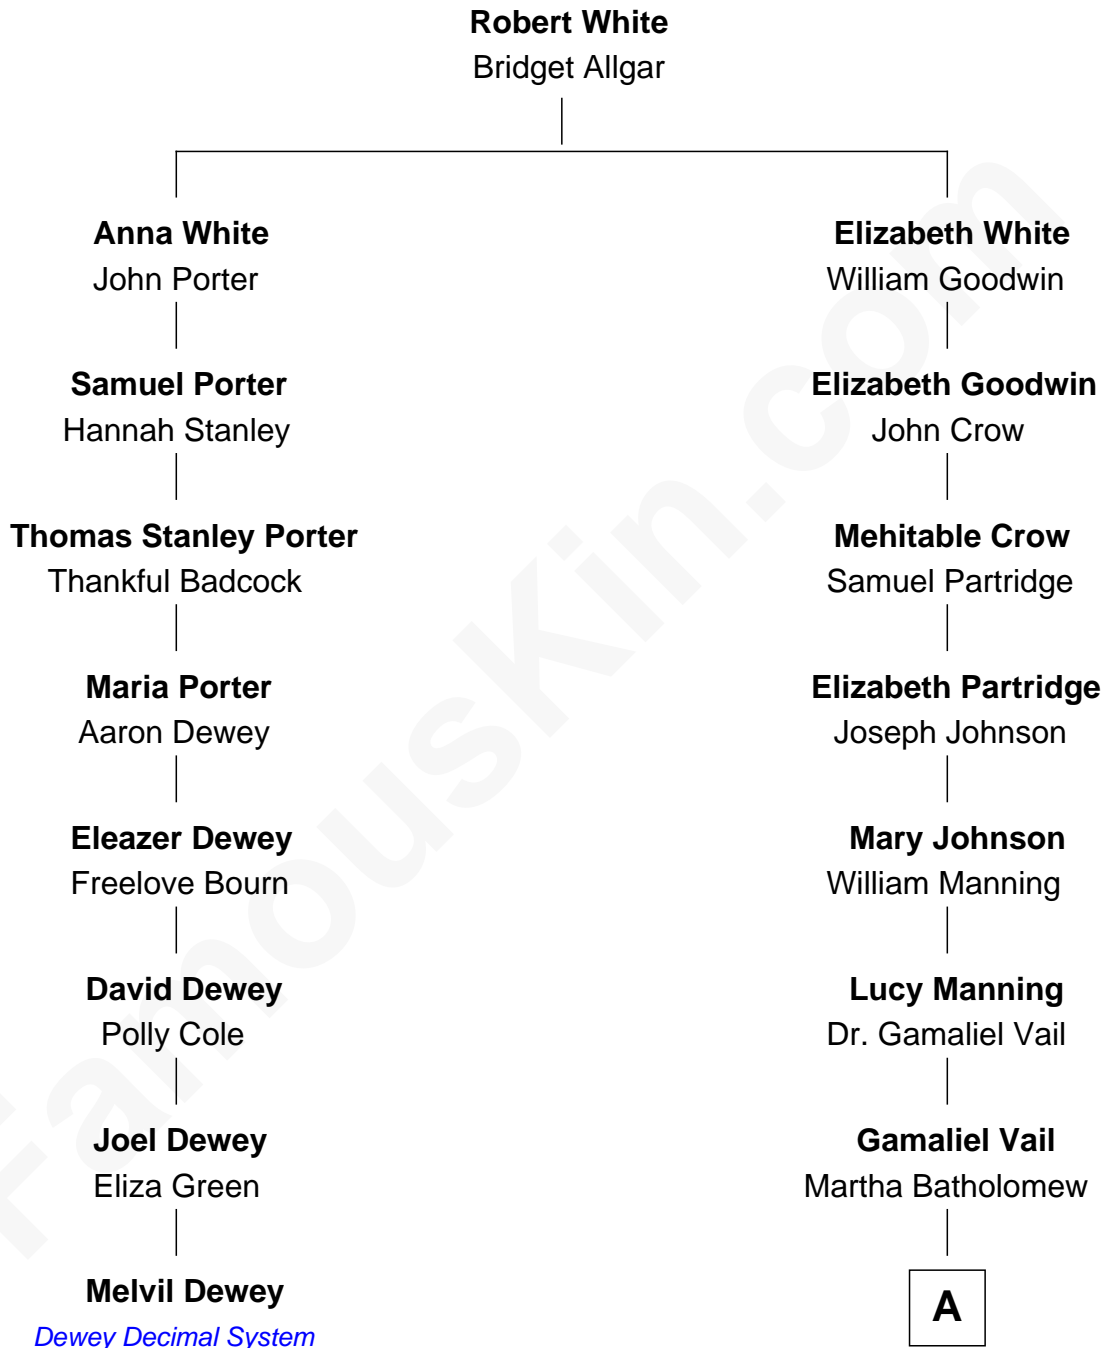 Robert White
Bridget Allgar
Anna White
John Porter
Elizabeth White
William Goodwin
Samuel Porter
Hannah Stanley
Elizabeth Goodwin
John Crow
Thomas Stanley Porter
Thankful Badcock
Mehitable Crow
Samuel Partridge
Maria Porter
Aaron Dewey
Elizabeth Partridge
Joseph Johnson
Eleazer Dewey
Freelove Bourn
Mary Johnson
William Manning
David Dewey
Polly Cole
Lucy Manning
Dr. Gamaliel Vail
Joel Dewey
Eliza Green
Gamaliel Vail
Martha Batholomew
Melvil Dewey
Dewey Decimal System
A
FamousKin.com